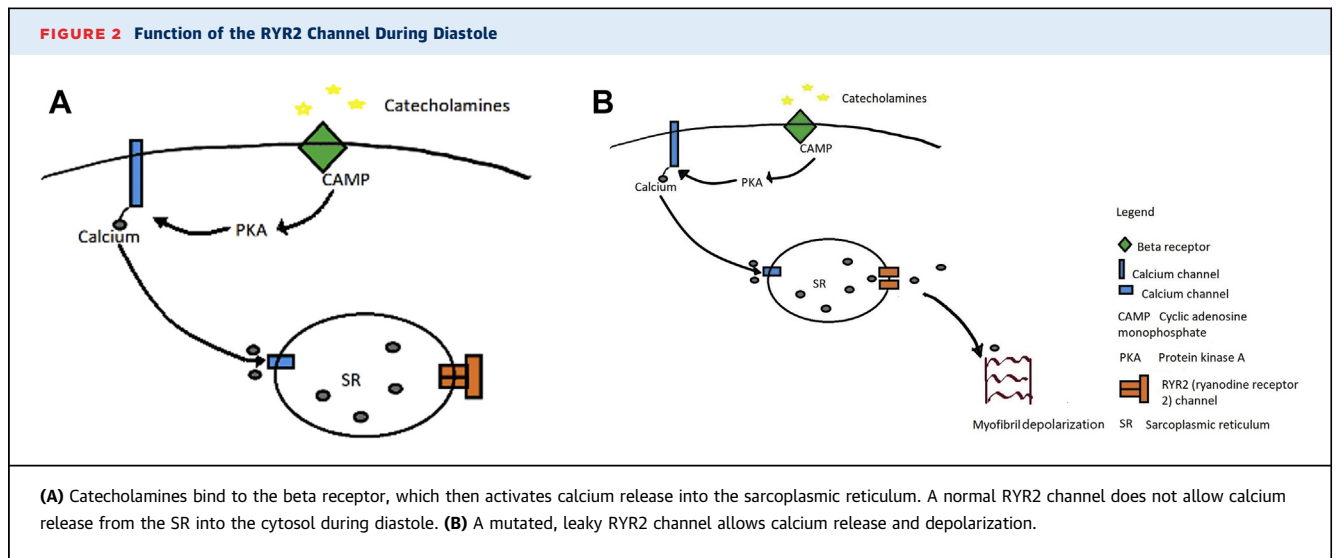 FIGURE 2 Function of the RYR2 Channel During Diastole
A
Catecholamines
CAMP
PKA
Calcium
SR
B
Catecholamines
CAMP
PKA
Calcium
SR
Myofibril depolarization
Legend
Beta receptor
Calcium channel
Calcium channel
CAMP Cyclic adenosine
monophosphate
PKA Protein kinase A
RYR2 (ryanodine receptor
2) channel
SR Sarcoplasmic reticulum
(A) Catecholamines bind to the beta receptor, which then activates calcium release into the sarcoplasmic reticulum. A normal RYR2 channel does not allow calcium
release from the SR into the cytosol during diastole. (B) A mutated, leaky RYR2 channel allows calcium release and depolarization.